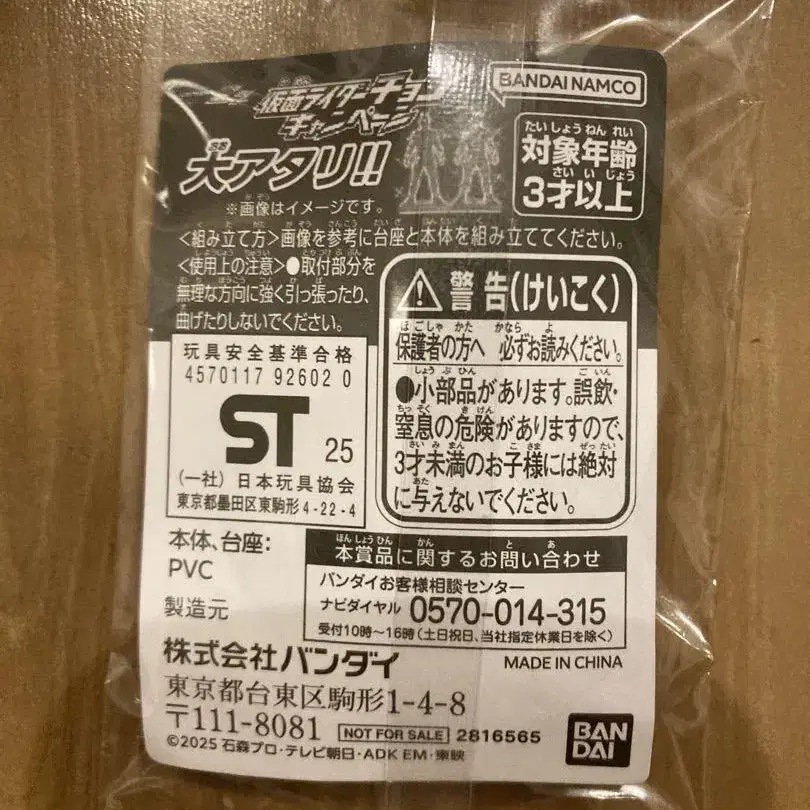 BANDAI NAMCO
仮面ライダーチョコ
キャンペーン
大アタリ!!
※画像はイメージです。
対象年齢
3才以上
<組み立て方>画像を参考に台座と本体を組み立ててください。
<使用上の注意>●取付部分を
無理な方向に強く引っ張ったり、
曲げたりしないでください。
警告(けいこく)
保護者の方へ 必ずお読みください。
●小部品があります。誤飲・
窒息の危険がありますので、
3才未満のお子様には絶対
に与えないでください。
玩具安全基準合格
4570117 92602 0
ST 25
(一社)日本玩具協会
東京都墨田区東駒形4-22-4
本体、台座:
PVC
本賞品に関するお問い合わせ
バンダイお客様相談センター
ナビダイヤル 0570-014-315
受付10時~16時(土日祝日、当社指定休業日を除く)
製造元
株式会社バンダイ
MADE IN CHINA
東京都台東区駒形1-4-8
〒111-8081 NOT FOR SALE 2816565
©2025 石森プロ・テレビ朝日・ADK EM・東映
BAN
DAI